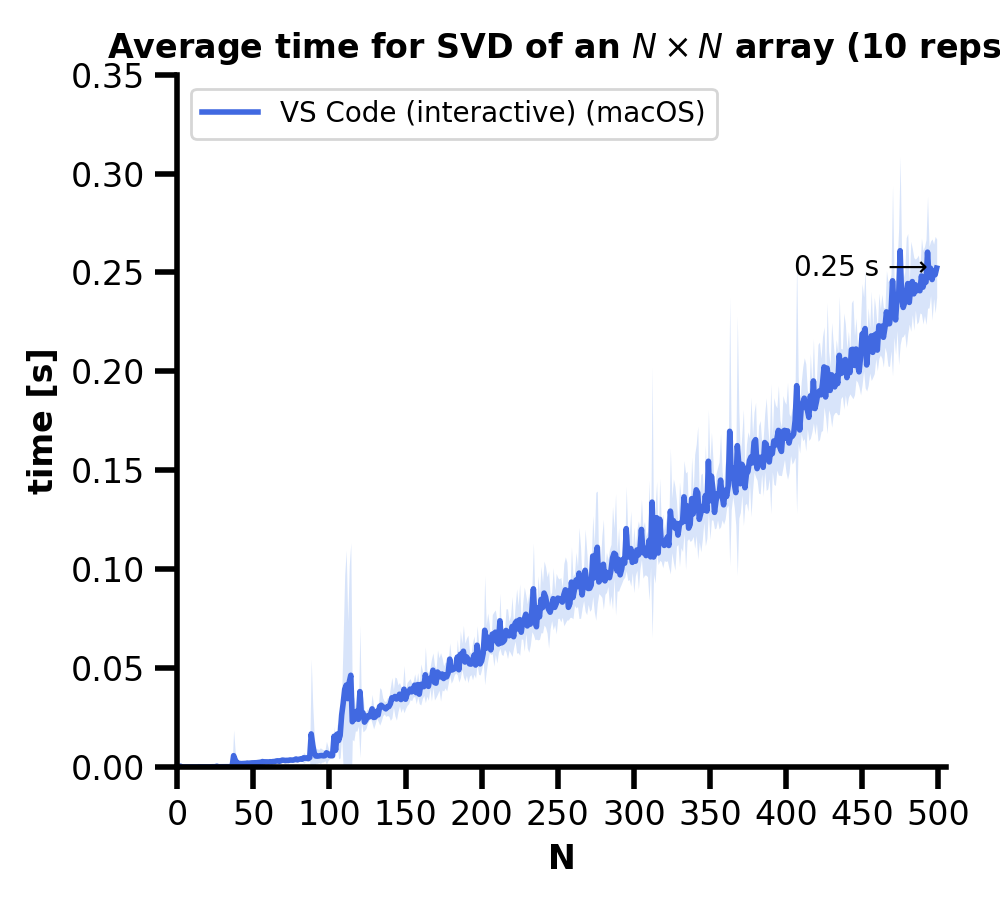 Average time for SVD of an N × N array (10 reps
0.35
VS Code (interactive) (macOS)
0.30
0.25 s
0.25
0.20
0.15
0.10
0.05
0.00
time [s]
0 50 100 150 200 250 300 350 400 450 500
N